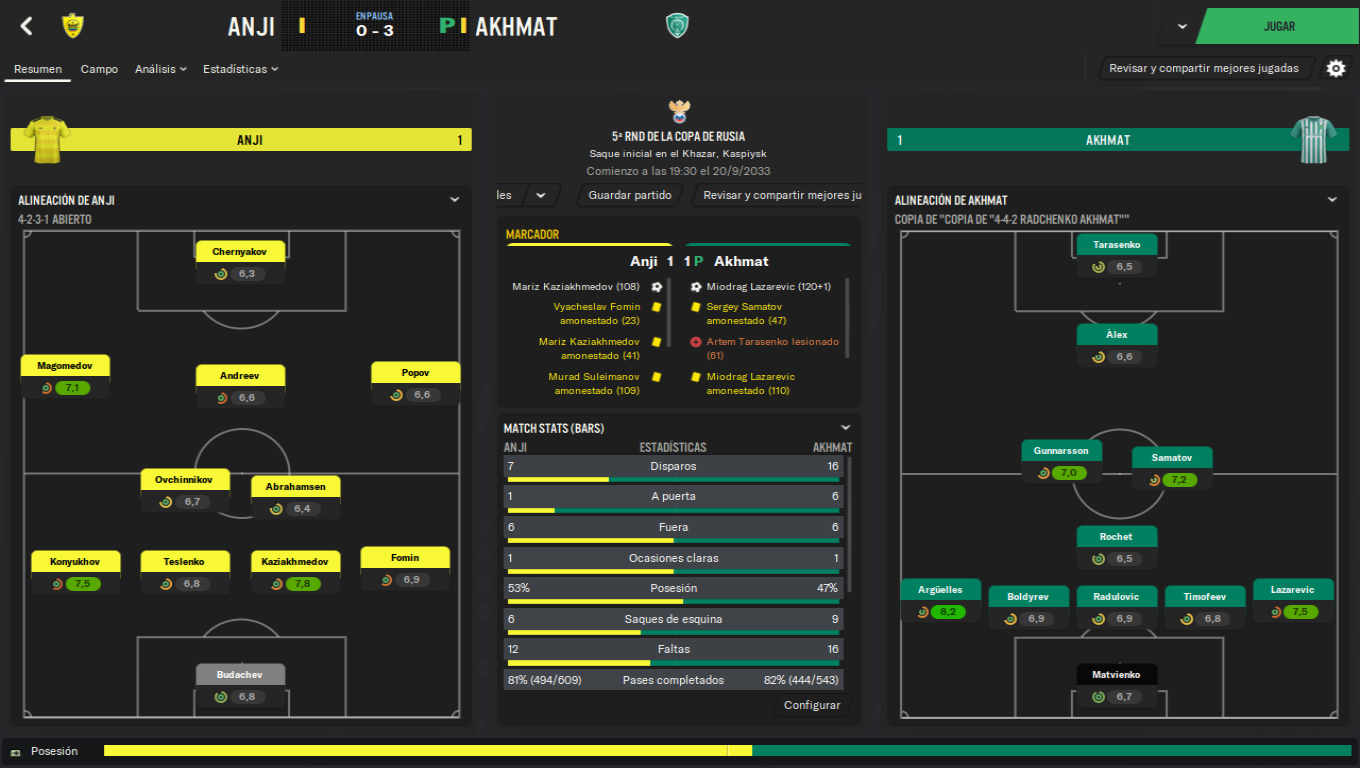 ANJI
EN PAUSA
0 - 3
P
AKHMAT
JUGAR
Resumen
Campo
Análisis
Estadísticas
Revisar y compartir mejores jugadas
ANJI
1
5ª RND DE LA COPA DE RUSIA
Saque inicial en el Khazar, Kaspiysk
Comienzo a las 19:30 el 20/9/2033
1
AKHMAT
les
Guardar partido
Revisar y compartir mejores ju
ALINEACIÓN DE ANJI
4-2-3-1 ABIERTO
Chernyakov
6,3
Magomedov
7,1
Andreev
6,6
Popov
6,6
Ovchinnikov
6,7
Abrahamsen
6,4
Konyukhov
7,5
Teslenko
6,8
Kaziakhmedov
7,8
Fomin
6,9
Budachev
6,8
MARCADOR
Anji 1 1 P Akhmat
Mariz Kaziakhmedov (108)
Miodrag Lazarevic (120+1)
Vyacheslav Fomin
amonestado (23)
Sergey Samatov
amonestado (47)
Mariz Kaziakhmedov
amonestado (41)
Artem Tarasenko lesionado
(61)
Murad Suleimanov
amonestado (109)
Miodrag Lazarevic
amonestado (110)
MATCH STATS (BARS)
ANJI ESTADÍSTICAS AKHMAT
7 Disparos 16
1 A puerta 6
6 Fuera 6
1 Ocasiones claras 1
53% Posesión 47%
6 Saques de esquina 9
12 Faltas 16
81% (494/609) Pases completados 82% (444/543)
Configurar
ALINEACIÓN DE AKHMAT
COPIA DE "COPIA DE "4-4-2 RADCHENKO AKHMAT""
Tarasenko
6,5
Àlex
6,6
Gunnarsson
7,0
Samatov
7,2
Rochet
6,5
Argüelles
8,2
Boldyrev
6,9
Radulovic
6,9
Timofeev
6,8
Lazarevic
7,5
Matvienko
6,7
Posesión